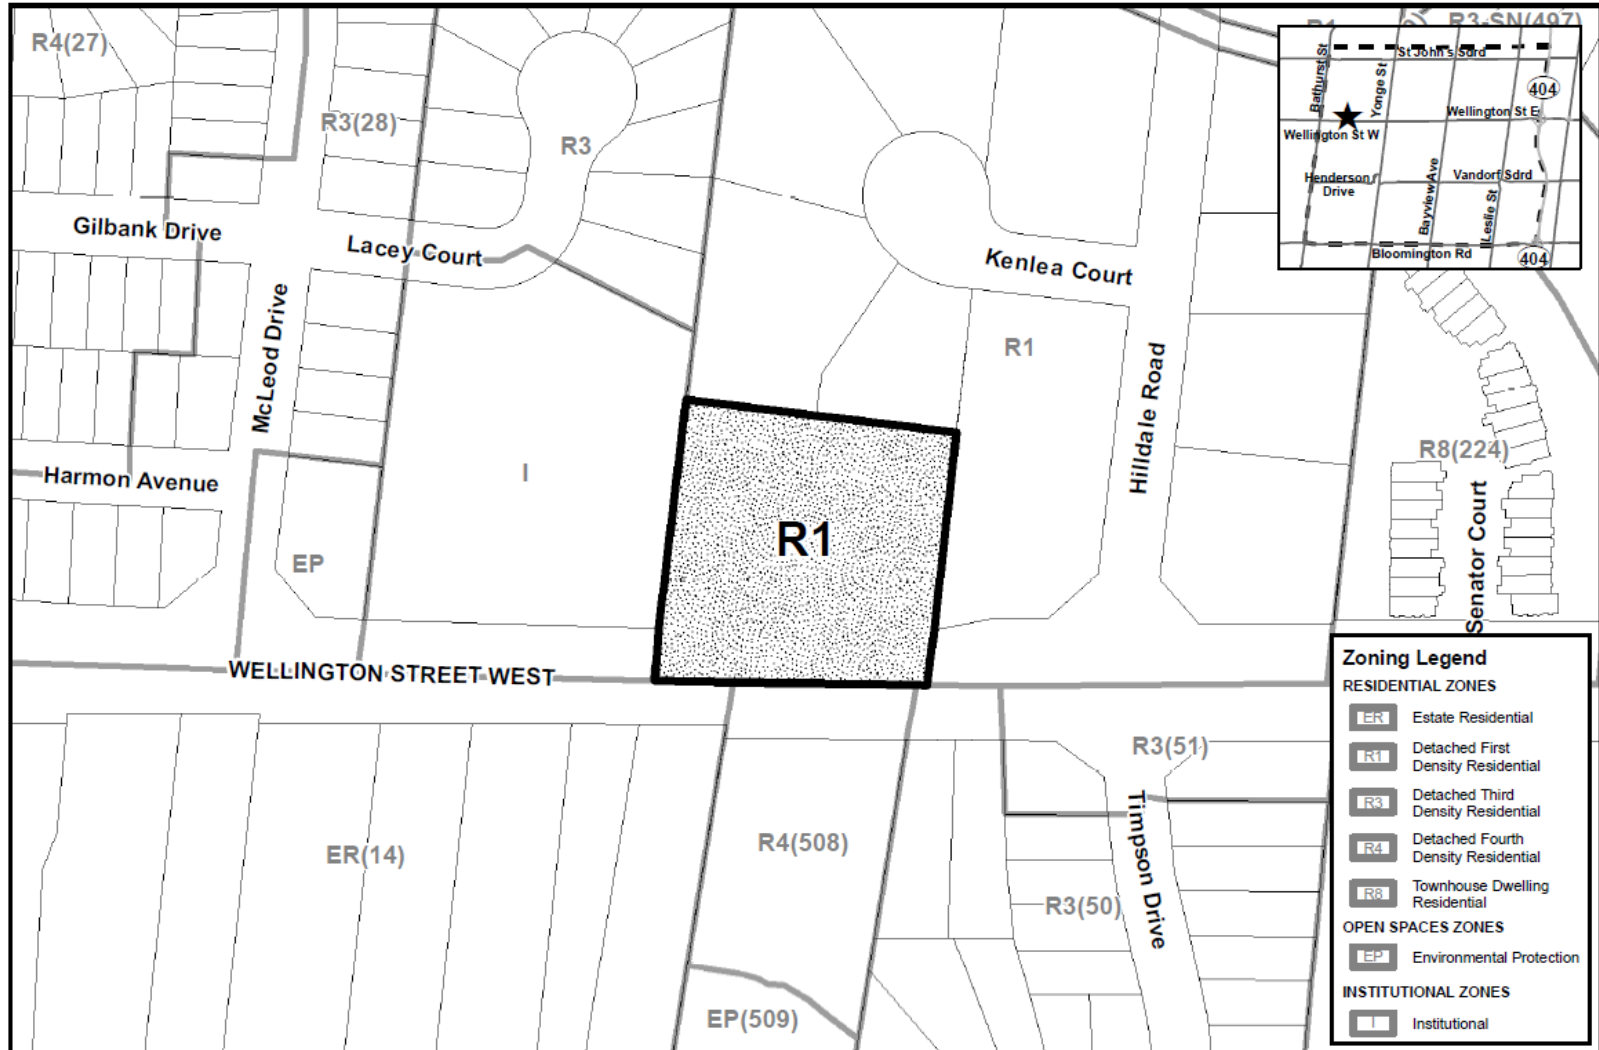 R4(27)
R3(28)
R3
R3-SN(497)
St John's Sdrd
Bathurst St
Yonge St
404
Wellington St E
Wellington St W
Henderson
Drive
Vandorf Sdrd
Bayview Ave
Leslie St
Bloomington Rd
404
Gilbank Drive
Lacey Court
Kenlea Court
McLeod Drive
R1
Hilldale Road
Harmon Avenue
I
R1
R8(224)
Senator Court
EP
WELLINGTON STREET WEST
R3(51)
Timpson Drive
ER(14)
R4(508)
R3(50)
EP(509)
Zoning Legend
RESIDENTIAL ZONES
ER Estate Residential
R1 Detached First
Density Residential
R3 Detached Third
Density Residential
R4 Detached Fourth
Density Residential
R8 Townhouse Dwelling
Residential
OPEN SPACES ZONES
EP Environmental Protection
INSTITUTIONAL ZONES
I Institutional